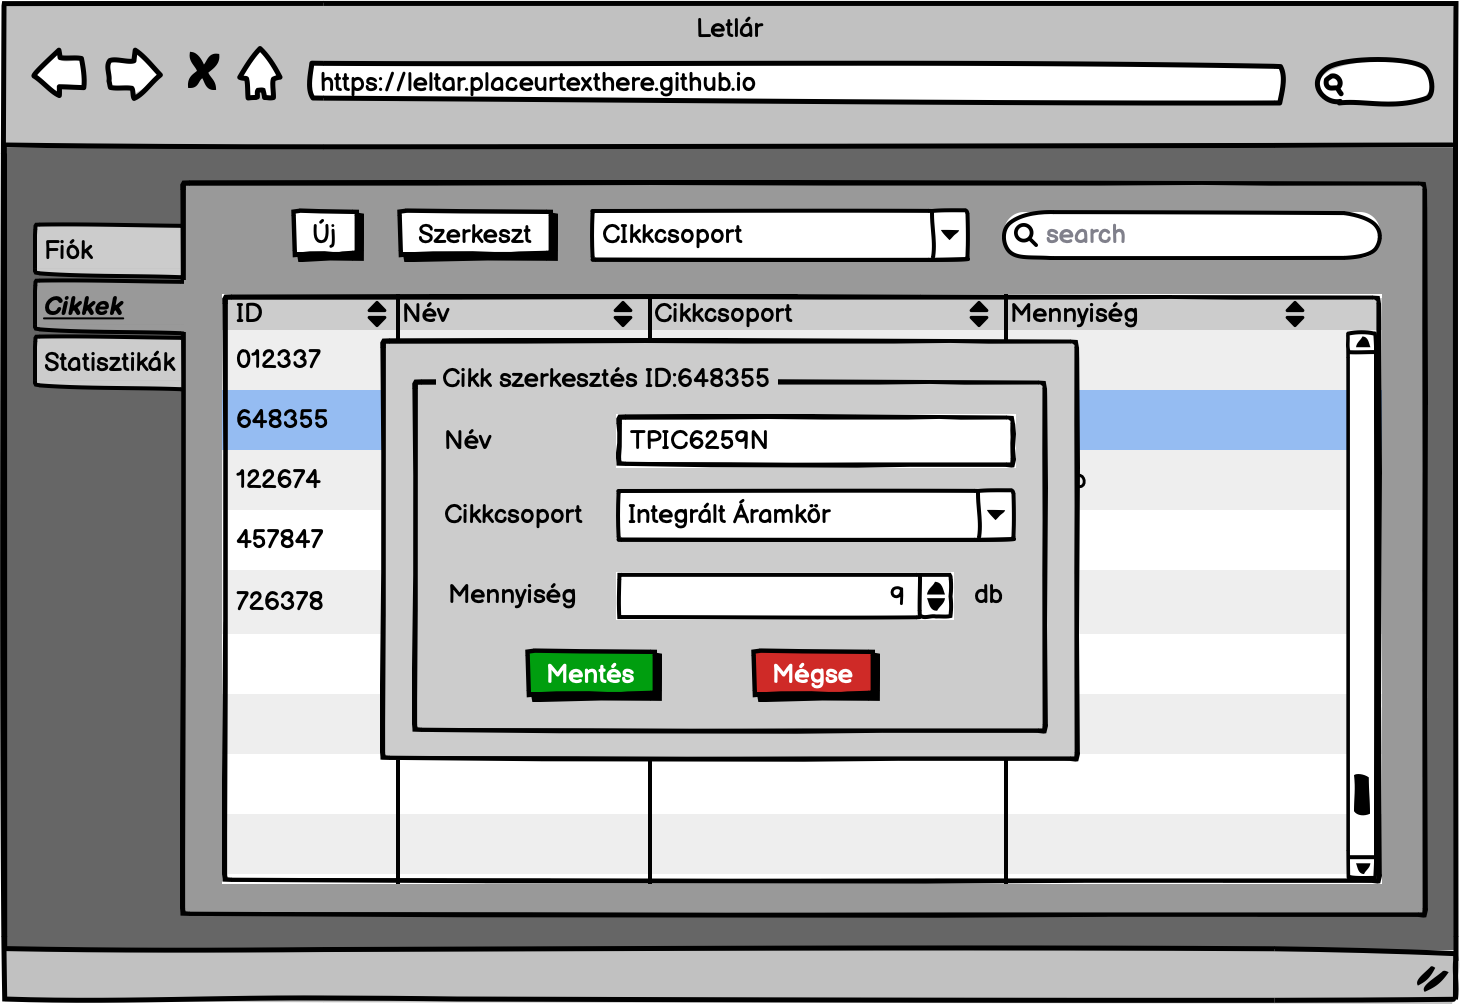 Letlár
https://leltar.placeurtexthere.github.io
Új
Szerkeszt
CIkkcsoport
search
Fiók
Cikkek
Statisztikák
ID
Név
Cikkcsoport
Mennyiség
012337
648355
122674
457847
726378
Cikk szerkesztés ID:648355
Név
TPIC6259N
Cikkcsoport
Integrált Áramkör
Mennyiség
9
db
Mentés
Mégse